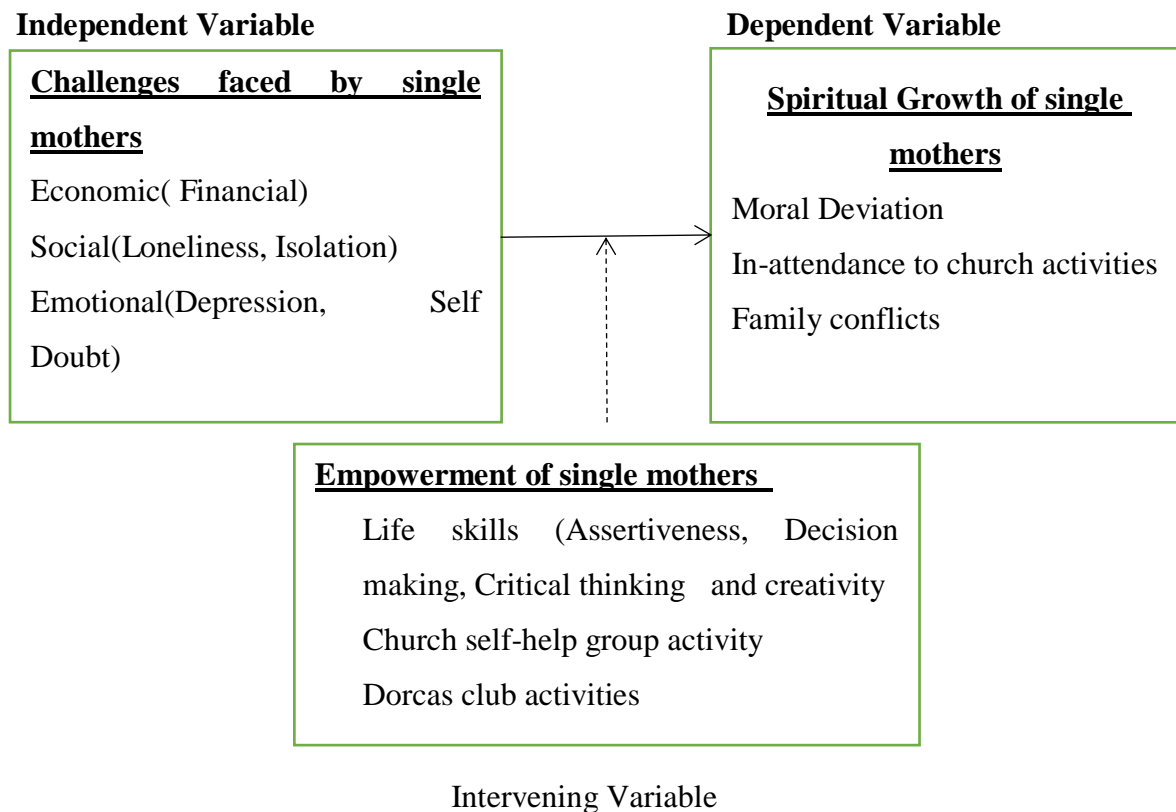 Independent Variable
Dependent Variable
Challenges faced by single
mothers
Economic( Financial)
Social(Loneliness, Isolation)
Emotional(Depression, Self
Doubt)
Spiritual Growth of single
mothers
Moral Deviation
In-attendance to church activities
Family conflicts
Empowerment of single mothers
Life skills (Assertiveness, Decision
making, Critical thinking and creativity
Church self-help group activity
Dorcas club activities
Intervening Variable